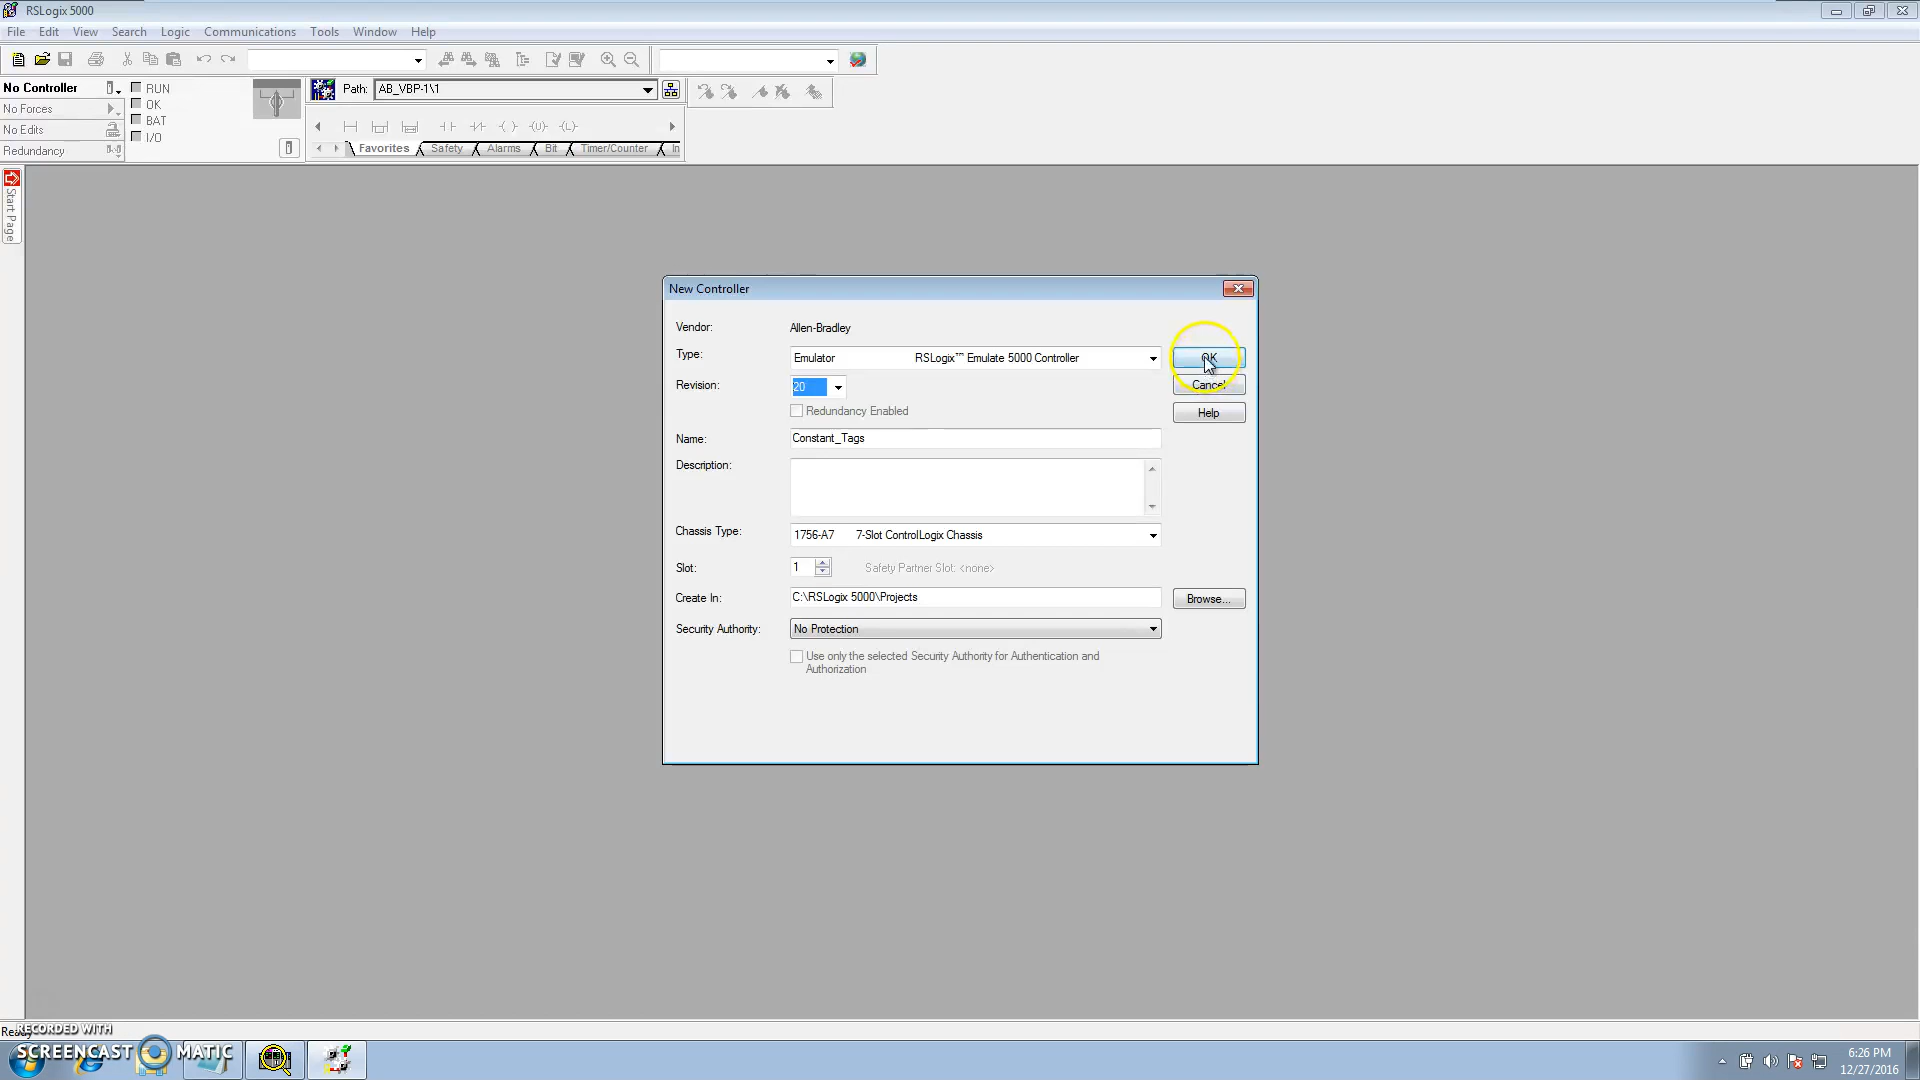 RSLogix 5000
File Edit View Search Logic Communications Tools Window Help
No Controller
RUN
Path: AB_VBP-1\1
No Forces
OK
No Edits
BAT
I/O
Redundancy
Favorites Safety Alarms Bit Timer/Counter In
Start Page
New Controller
Vendor: Allen-Bradley
Type: Emulator RSLogix™ Emulate 5000 Controller OK
Revision: 20 Cancel
Redundancy Enabled Help
Name: Constant_Tags
Description:
Chassis Type: 1756-A7 7-Slot ControlLogix Chassis
Slot: 1 Safety Partner Slot: <none>
Create In: C:\RSLogix 5000\Projects Browse...
Security Authority: No Protection
Use only the selected Security Authority for Authentication and
Authorization
Ready
RECORDED WITH
SCREENCAST MATIC
6:26 PM
12/27/2016